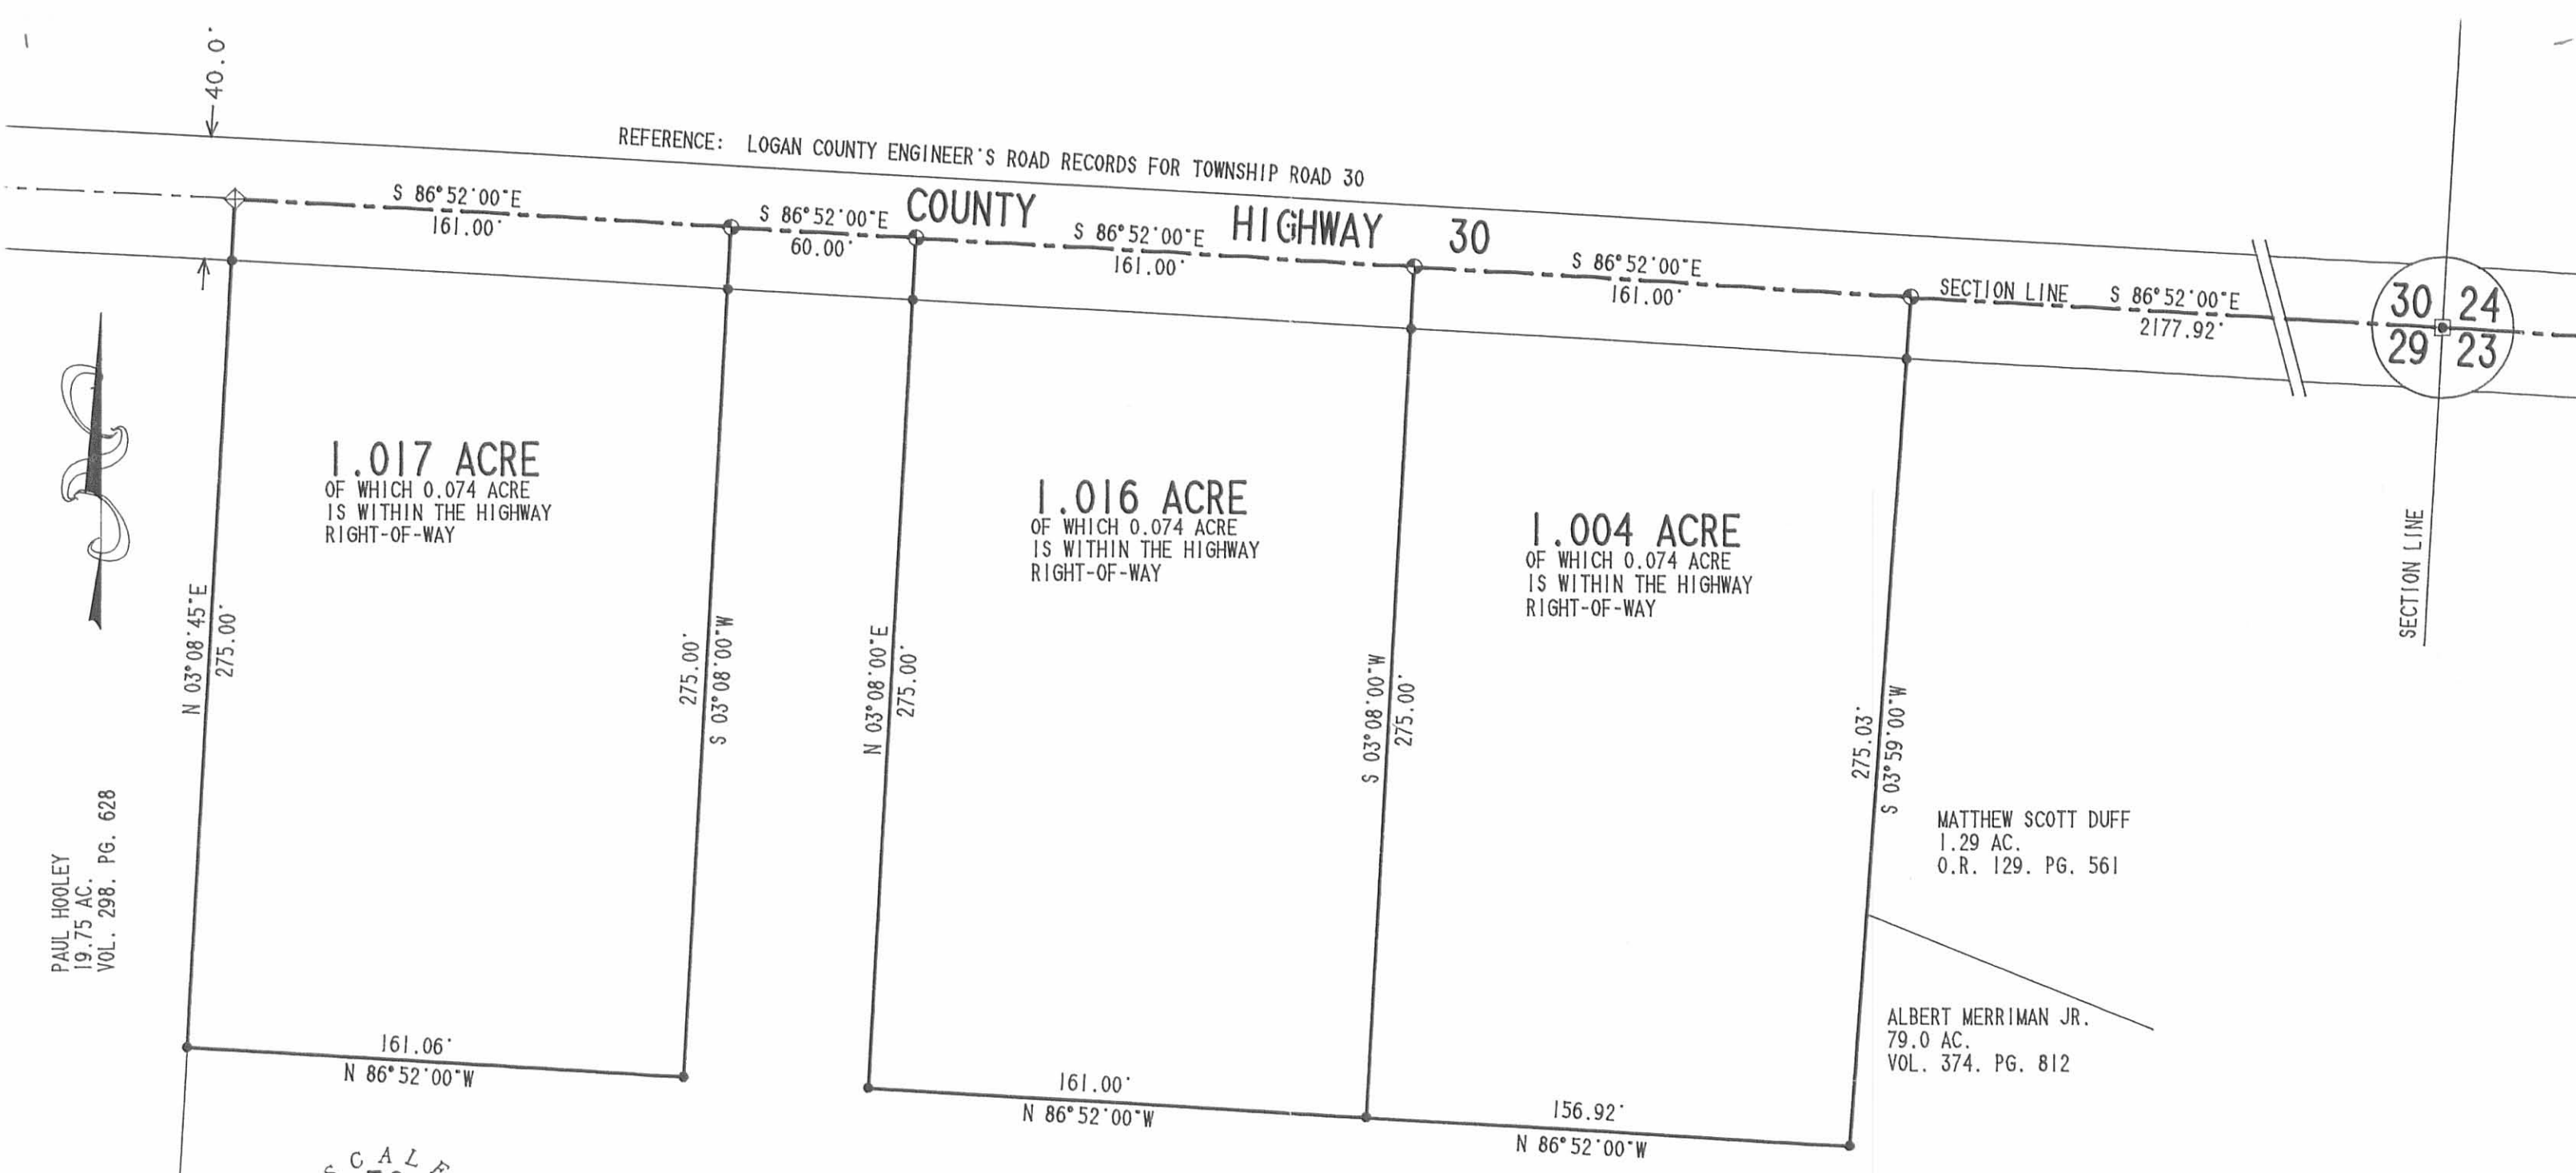 40.0'
REFERENCE: LOGAN COUNTY ENGINEER'S ROAD RECORDS FOR TOWNSHIP ROAD 30
S 86°52'00"E
161.00'
S 86°52'00"E
60.00'
COUNTY HIGHWAY 30
S 86°52'00"E
161.00'
S 86°52'00"E
161.00'
SECTION LINE
S 86°52'00"E
2177.92'
30 24
29 23
1.017 ACRE
OF WHICH 0.074 ACRE
IS WITHIN THE HIGHWAY
RIGHT-OF-WAY
1.016 ACRE
OF WHICH 0.074 ACRE
IS WITHIN THE HIGHWAY
RIGHT-OF-WAY
1.004 ACRE
OF WHICH 0.074 ACRE
IS WITHIN THE HIGHWAY
RIGHT-OF-WAY
SECTION LINE
N 03°08'45"E
275.00'
275.00'
S 03°08'00"W
N 03°08'00"E
275.00'
S 03°08'00"W
275.00'
275.03'
S 03°59'00"W
PAUL HOOLEY
19.75 AC.
VOL. 298. PG. 628
MATTHEW SCOTT DUFF
1.29 AC.
O.R. 129. PG. 561
ALBERT MERRIMAN JR.
79.0 AC.
VOL. 374. PG. 812
161.06'
N 86°52'00"W
161.00'
N 86°52'00"W
156.92'
N 86°52'00"W
SCALE